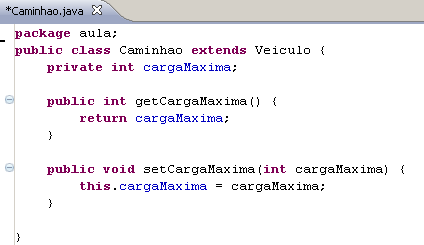 *Caminhao.java
package aula;
public class Caminhao extends Veiculo {
    private int cargaMaxima;
    public int getCargaMaxima() {
        return cargaMaxima;
    }
    public void setCargaMaxima(int cargaMaxima) {
        this.cargaMaxima = cargaMaxima;
    }
}